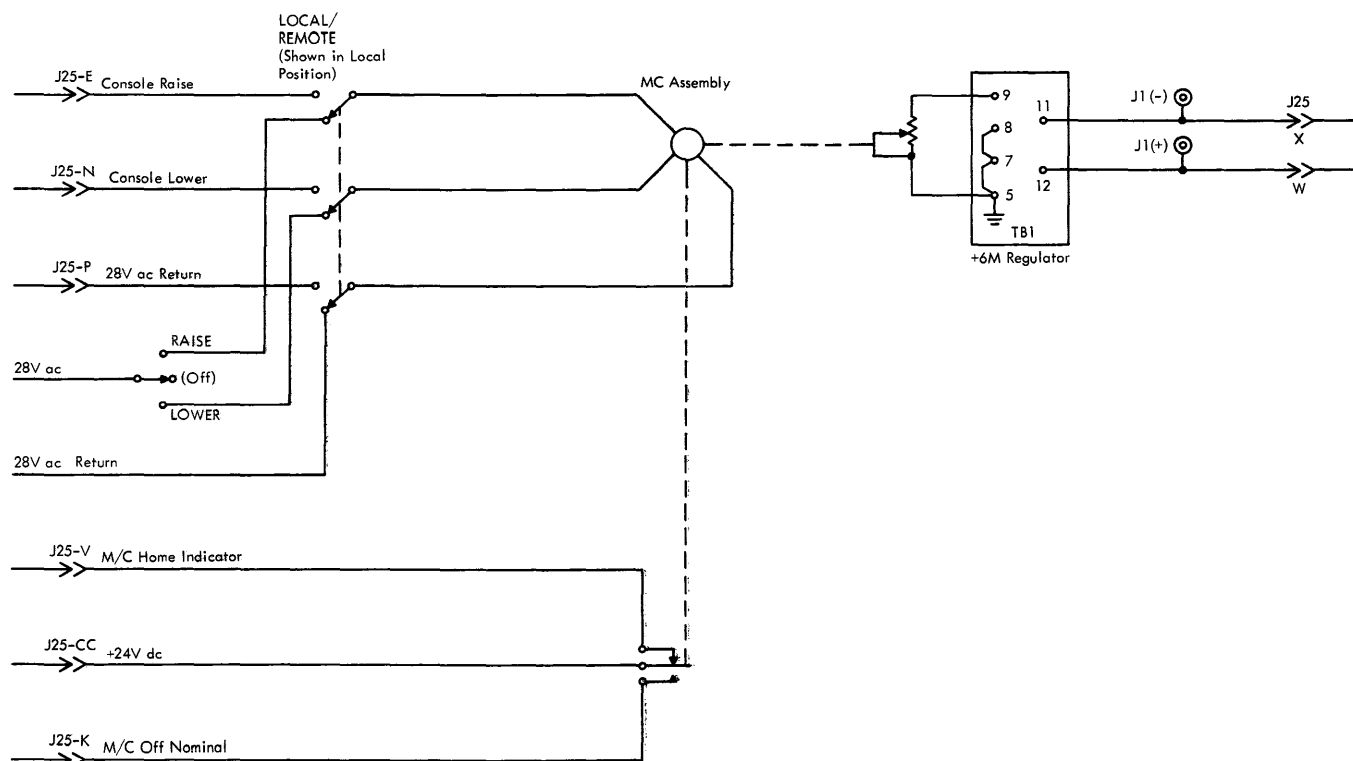 LOCAL/
REMOTE
(Shown in Local
Position)
J25-E Console Raise
MC Assembly
J25-N Console Lower
J25-P 28V ac Return
RAISE
28V ac
(Off)
LOWER
28V ac Return
9
8
7
5
11
12
TB1
+6M Regulator
J1 (-)
J1 (+)
J25
X
W
J25-V M/C Home Indicator
J25-CC +24V dc
J25-K M/C Off Nominal